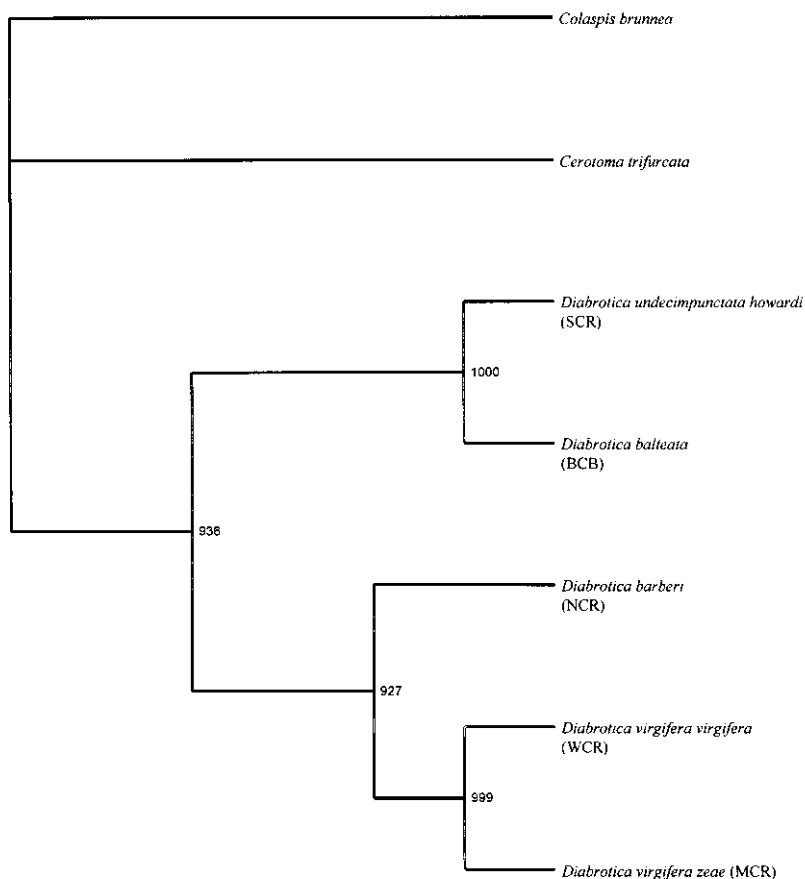 Colaspis brunnea
Cerotoma trifurcata
Diabrotica undecimpunctata howardi
(SCR)
1000
Diabrotica balteata
(BCB)
936
Diabrotica barberi
(NCR)
927
Diabrotica virgifera virgifera
(WCR)
999
Diabrotica virgifera zeae (MCR)